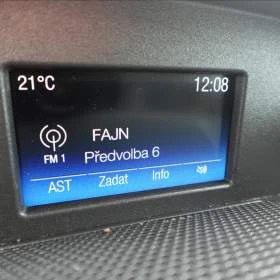 21°C 12:08
FAJN
FM 1 Předvolba 6
AST Zadat Info